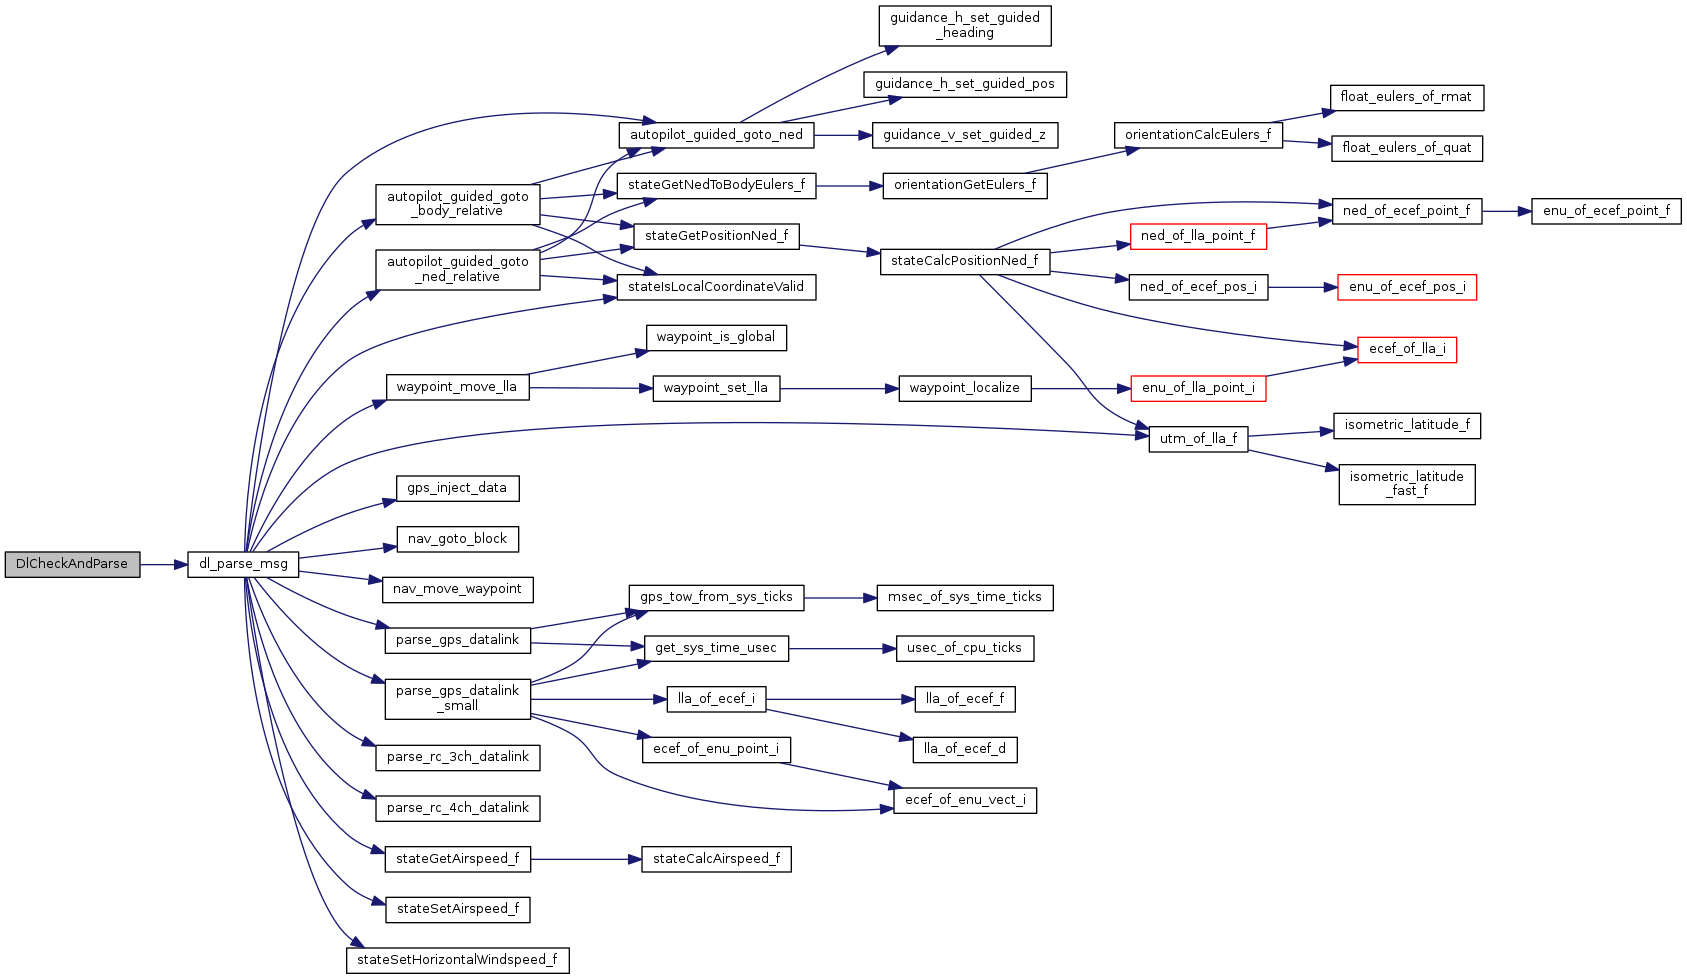 guidance_h_set_guided
_heading
guidance_h_set_guided_pos
float_eulers_of_rmat
autopilot_guided_goto_ned
guidance_v_set_guided_z
orientationCalcEulers_f
float_eulers_of_quat
autopilot_guided_goto
_body_relative
stateGetNedToBodyEulers_f
orientationGetEulers_f
ned_of_ecef_point_f
enu_of_ecef_point_f
stateGetPositionNed_f
ned_of_lla_point_f
autopilot_guided_goto
_ned_relative
stateCalcPositionNed_f
stateIsLocalCoordinateValid
ned_of_ecef_pos_i
enu_of_ecef_pos_i
waypoint_is_global
ecef_of_lla_i
waypoint_move_lla
waypoint_set_lla
waypoint_localize
enu_of_lla_point_i
isometric_latitude_f
utm_of_lla_f
isometric_latitude
_fast_f
gps_inject_data
nav_goto_block
DlCheckAndParse
dl_parse_msg
nav_move_waypoint
gps_tow_from_sys_ticks
msec_of_sys_time_ticks
parse_gps_datalink
get_sys_time_usec
usec_of_cpu_ticks
parse_gps_datalink
_small
lla_of_ecef_i
lla_of_ecef_f
ecef_of_enu_point_i
lla_of_ecef_d
parse_rc_3ch_datalink
ecef_of_enu_vect_i
parse_rc_4ch_datalink
stateGetAirspeed_f
stateCalcAirspeed_f
stateSetAirspeed_f
stateSetHorizontalWindspeed_f